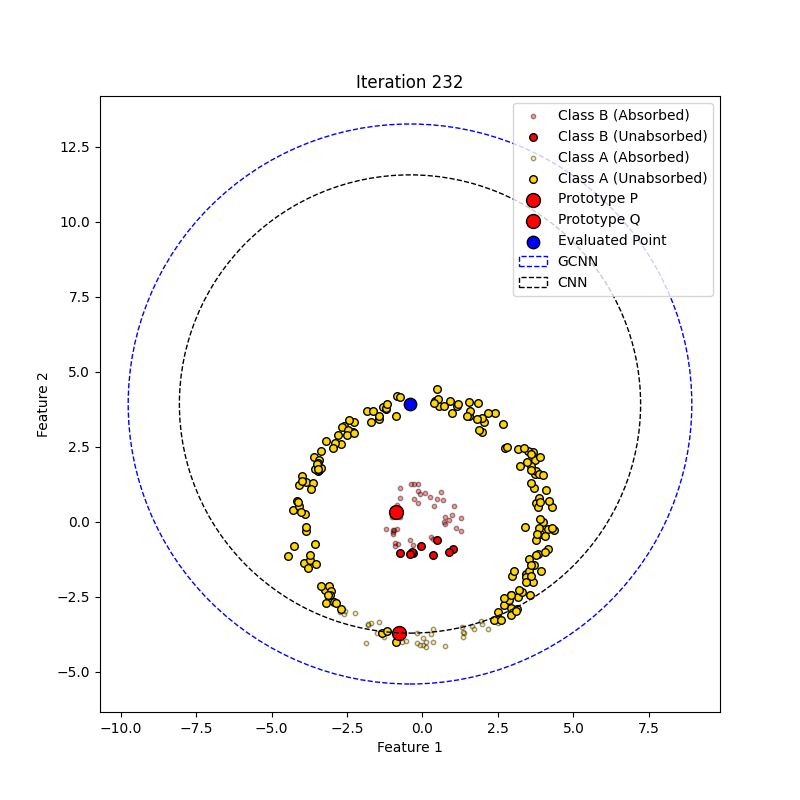 Iteration 232
Class B (Absorbed)
Class B (Unabsorbed)
Class A (Absorbed)
Class A (Unabsorbed)
Prototype P
Prototype Q
Evaluated Point
GCNN
CNN
12.5
10.0
7.5
5.0
2.5
0.0
−2.5
−5.0
Feature 2
−10.0 −7.5 −5.0 −2.5 0.0 2.5 5.0 7.5
Feature 1